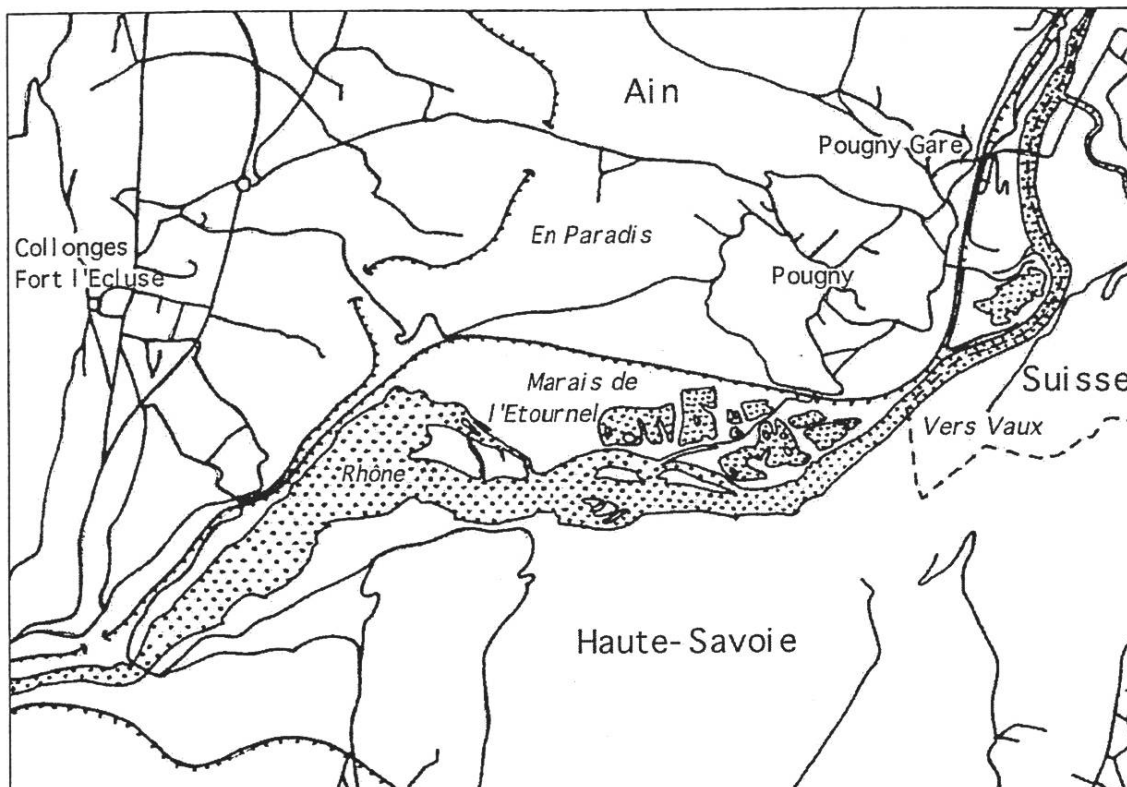 Ain
Pougny Gare
En Paradis
Collonges
Fort l'Ecluse
Pougny
Marais de
l'Etournel
Suisse
Vers Vaux
Rhône
Haute-Savoie